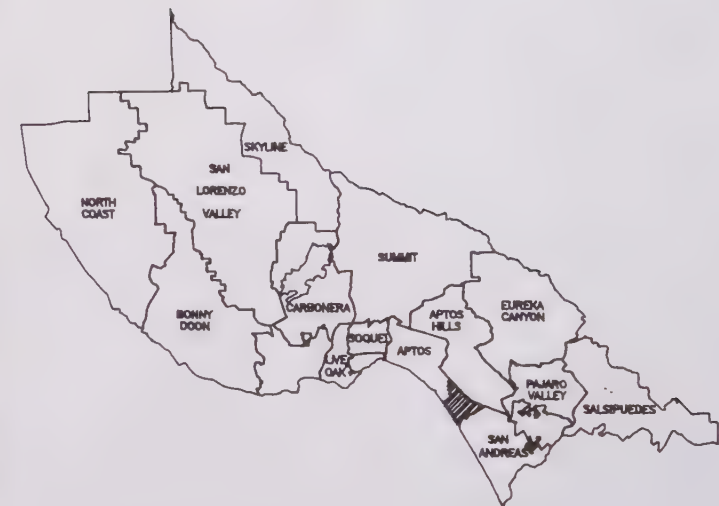 SKYLINE
SAN
LORENZO
VALLEY
NORTH
COAST
SUMMIT
EUREKA
CANYON
CARBONERA
APTOS
HILLS
BONNY
DOON
SOQUEL
APTOS
LIVE
OAK
PAJARO
VALLEY
SALSIPUEDES
SAN
ANDREAS